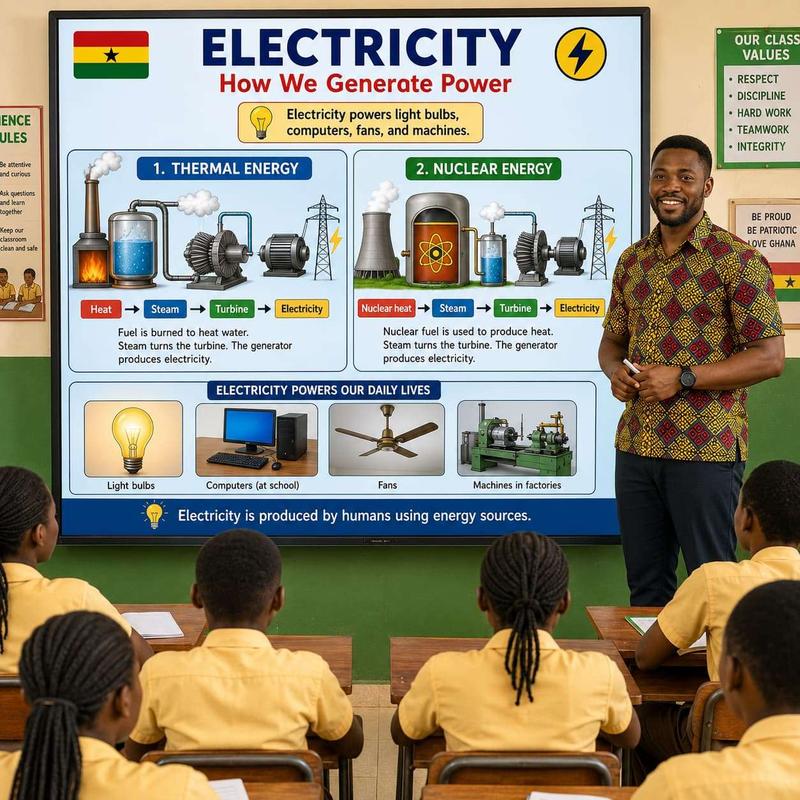 ELECTRICITY
How We Generate Power
Electricity powers light bulbs,
computers, fans, and machines.
1. THERMAL ENERGY
Heat
Steam
Turbine
Electricity
Fuel is burned to heat water.
Steam turns the turbine. The generator
produces electricity.
2. NUCLEAR ENERGY
Nuclear heat
Steam
Turbine
Electricity
Nuclear fuel is used to produce heat.
Steam turns the turbine. The generator
produces electricity.
ELECTRICITY POWERS OUR DAILY LIVES
Light bulbs
Computers (at school)
Fans
Machines in factories
Electricity is produced by humans using energy sources.
IENCE
ULES
Be attentive
and curious
Ask questions
and learn
together
Keep our
classroom
clean and safe
OUR CLASS
VALUES
• RESPECT
• DISCIPLINE
• HARD WORK
• TEAMWORK
• INTEGRITY
BE PROUD
BE PATRIOTIC
LOVE GHANA